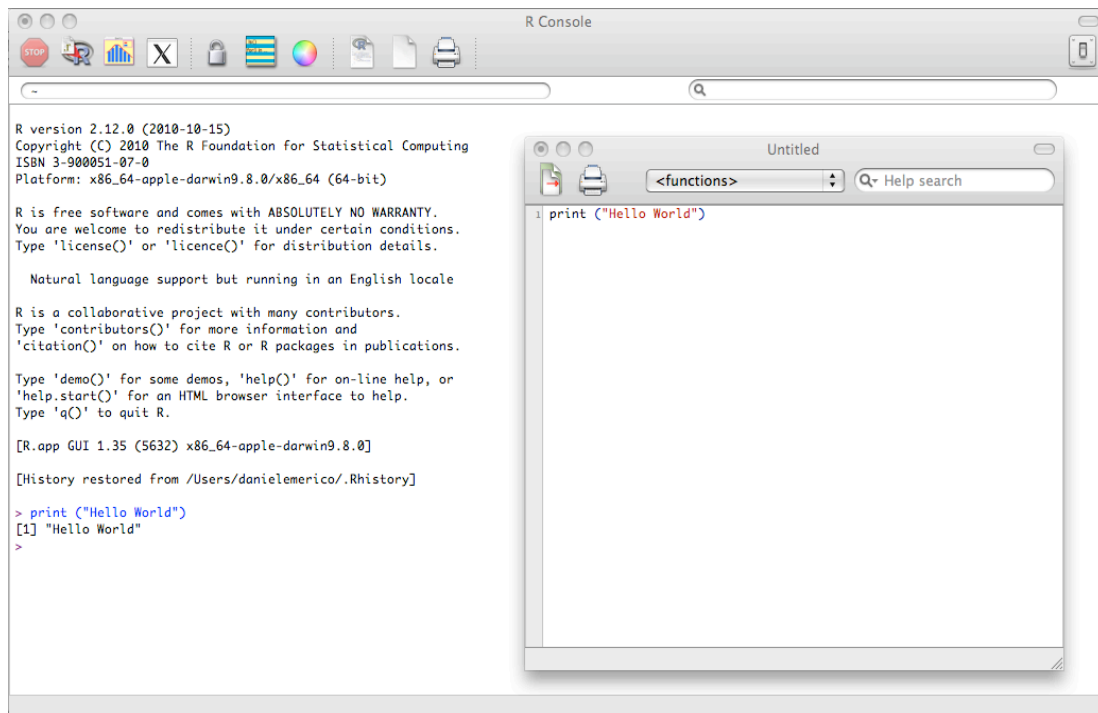 R Console
STOP
X
R
~
R version 2.12.0 (2010-10-15)
Copyright (C) 2010 The R Foundation for Statistical Computing
ISBN 3-900051-07-0
Platform: x86_64-apple-darwin9.8.0/x86_64 (64-bit)
R is free software and comes with ABSOLUTELY NO WARRANTY.
You are welcome to redistribute it under certain conditions.
Type 'license()' or 'licence()' for distribution details.
Natural language support but running in an English locale
R is a collaborative project with many contributors.
Type 'contributors()' for more information and
'citation()' on how to cite R or R packages in publications.
Type 'demo()' for some demos, 'help()' for on-line help, or
'help.start()' for an HTML browser interface to help.
Type 'q()' to quit R.
[R.app GUI 1.35 (5632) x86_64-apple-darwin9.8.0]
[History restored from /Users/danielemerico/.Rhistory]
> print ("Hello World")
[1] "Hello World"
>
Untitled
<functions>
Help search
1 print ("Hello World")